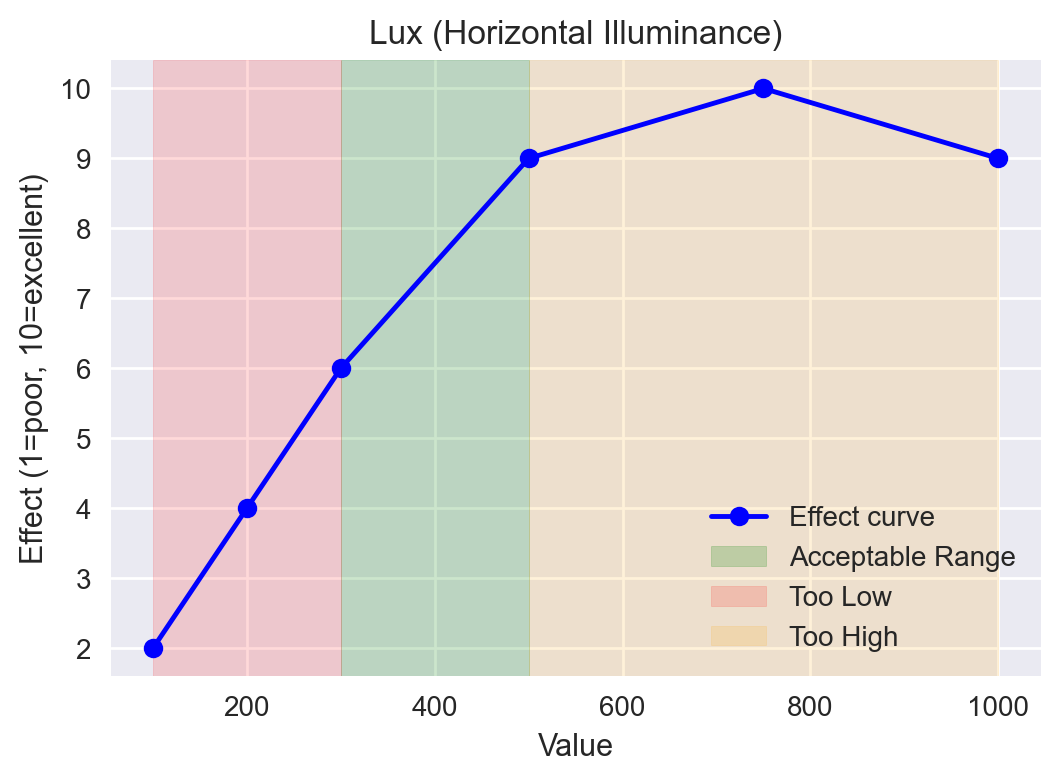 Lux (Horizontal Illuminance)
Effect (1=poor, 10=excellent)
10
9
8
7
6
5
4
3
2
Effect curve
Acceptable Range
Too Low
Too High
200 400 600 800 1000
Value